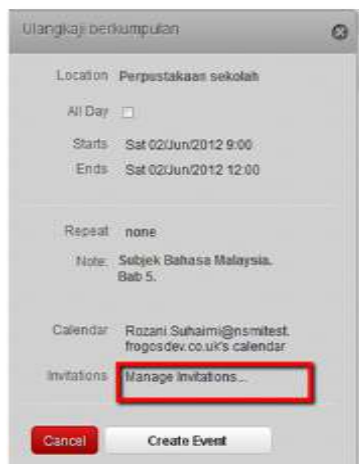 Ulangkaji berkumpulan
Location Perpustakaan sekolah
All Day
Starts Sat 02/Jun/2012 9:00
Ends Sat 02/Jun/2012 12:00
Repeat none
Note: Subjek Bahasa Malaysia.
Bab 5.
Calendar Rozani Suhaimi@nsmitest.
frogosdev.co.uk's calendar
Invitations Manage Invitations...
Cancel Create Event